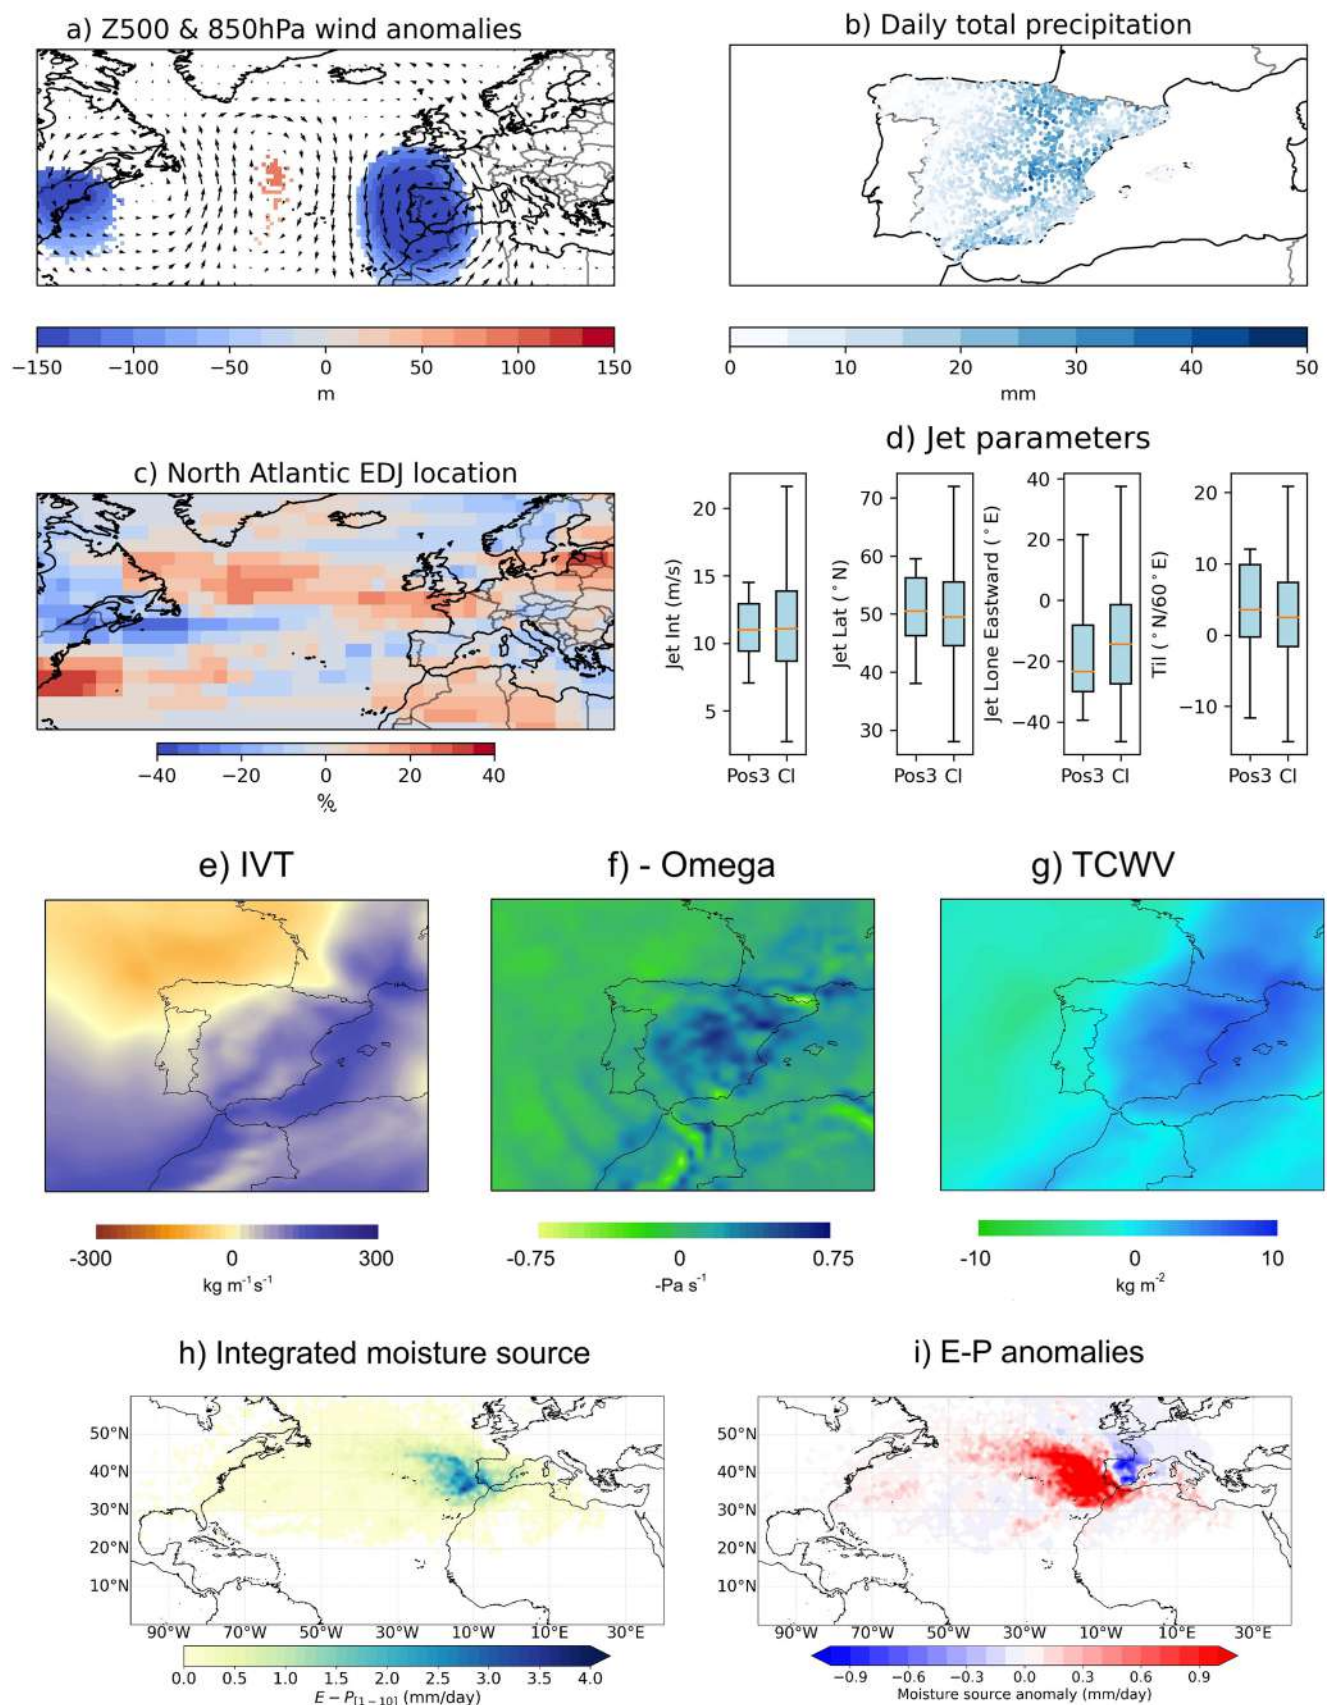 a) Z500 & 850hPa wind anomalies
b) Daily total precipitation
−150 −100 −50 0 50 100 150
m
0 10 20 30 40 50
mm
c) North Atlantic EDJ location
−40 −20 0 20 40
%
d) Jet parameters
Jet Int (m/s)
20
15
10
5
Pos3 Cl
Jet Lat (°N)
70
60
50
40
30
Pos3 Cl
Jet Lone Eastward (°E)
40
20
0
−20
−40
Pos3 Cl
Til (°N/60°E)
20
10
0
−10
Pos3 Cl
e) IVT
f) - Omega
g) TCWV
-300 0 300
kg m⁻¹s⁻¹
-0.75 0 0.75
-Pa s⁻¹
-10 0 10
kg m⁻²
h) Integrated moisture source
50°N
40°N
30°N
20°N
10°N
90°W 70°W 50°W 30°W 10°W 10°E 30°E
0.0 0.5 1.0 1.5 2.0 2.5 3.0 3.5 4.0
E − P[1−10] (mm/day)
i) E-P anomalies
50°N
40°N
30°N
20°N
10°N
90°W 70°W 50°W 30°W 10°W 10°E 30°E
−0.9 −0.6 −0.3 0.0 0.3 0.6 0.9
Moisture source anomaly (mm/day)